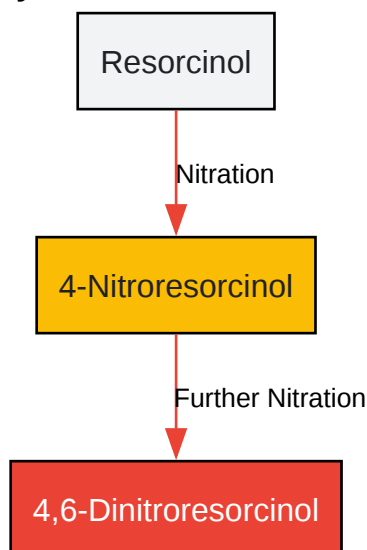 Resorcinol
Nitration
4-Nitroresorcinol
Further Nitration
4,6-Dinitroresorcinol